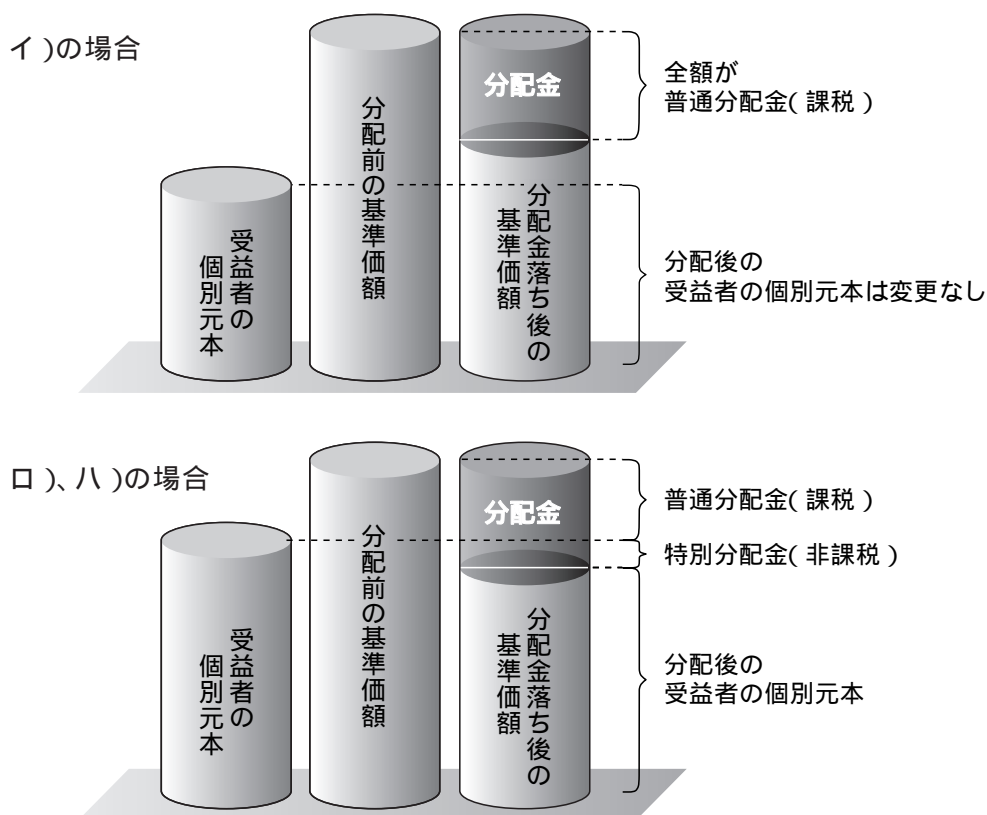 イ)の場合
受益者の
個別元本
分配前の基準価額
分配金
分配金落ち後の
基準価額
全額が
普通分配金(課税)
分配後の
受益者の個別元本は変更なし
ロ)、ハ)の場合
受益者の
個別元本
分配前の基準価額
分配金
分配金落ち後の
基準価額
普通分配金(課税)
特別分配金(非課税)
分配後の
受益者の個別元本